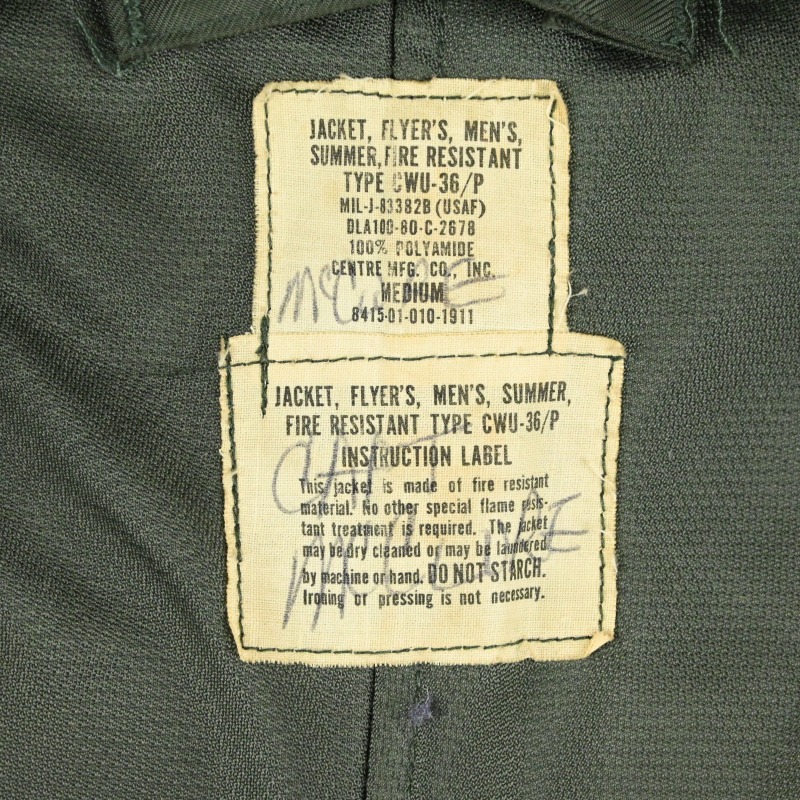 JACKET, FLYER'S, MEN'S,
SUMMER, FIRE RESISTANT
TYPE CWU-36/P
MIL-J-83382B (USAF)
DLA100-80-C-2678
100% POLYAMIDE
CENTRE MFG. CO., INC.
MEDIUM
8415-01-010-1911
JACKET, FLYER'S, MEN'S, SUMMER,
FIRE RESISTANT TYPE CWU-36/P
INSTRUCTION LABEL
This jacket is made of fire resistant
material. No other special flame resis-
tant treatment is required. The jacket
may be dry cleaned or may be laundered
by machine or hand. DO NOT STARCH.
Ironing or pressing is not necessary.